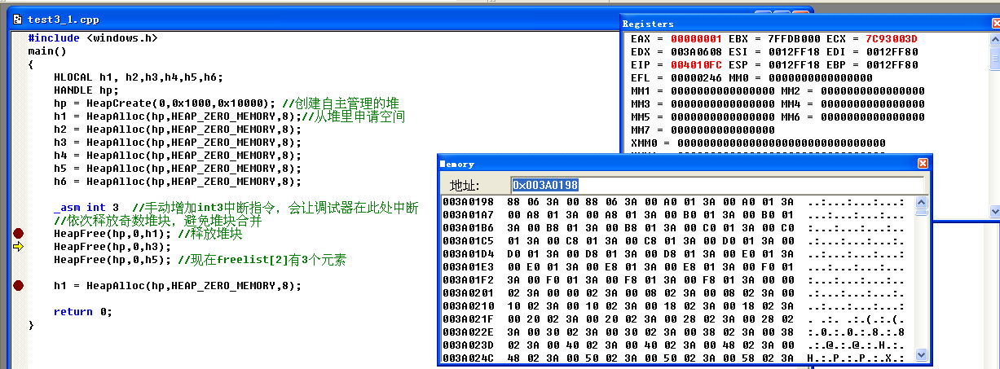 test3_1.cpp
#include <windows.h>
main()
{
HLOCAL h1, h2,h3,h4,h5,h6;
HANDLE hp;
hp = HeapCreate(0,0x1000,0x10000); //创建自主管理的堆
h1 = HeapAlloc(hp,HEAP_ZERO_MEMORY,8);//从堆里申请空间
h2 = HeapAlloc(hp,HEAP_ZERO_MEMORY,8);
h3 = HeapAlloc(hp,HEAP_ZERO_MEMORY,8);
h4 = HeapAlloc(hp,HEAP_ZERO_MEMORY,8);
h5 = HeapAlloc(hp,HEAP_ZERO_MEMORY,8);
h6 = HeapAlloc(hp,HEAP_ZERO_MEMORY,8);
_asm int 3 //手动增加int3中断指令，会让调试器在此处中断
//依次释放奇数堆块，避免堆块合并
HeapFree(hp,0,h1); //释放堆块
HeapFree(hp,0,h3);
HeapFree(hp,0,h5); //现在freelist[2]有3个元素
h1 = HeapAlloc(hp,HEAP_ZERO_MEMORY,8);
return 0;
}
Registers
EAX = 00000001 EBX = 7FFDB000 ECX = 7C93003D
EDX = 003A0608 ESI = 0012FF18 EDI = 0012FF80
EIP = 004010FC ESP = 0012FF18 EBP = 0012FF80
EFL = 00000246 MM0 = 0000000000000000
MM1 = 0000000000000000 MM2 = 0000000000000000
MM3 = 0000000000000000 MM4 = 0000000000000000
MM5 = 0000000000000000 MM6 = 0000000000000000
MM7 = 0000000000000000
XMM0 = 00000000000000000000000000000000
Memory
地址: 0x003A0198
003A0198 88 06 3A 00 88 06 3A 00 A0 01 3A 00 A0 01 3A ..:...:...:...:
003A01A7 00 A8 01 3A 00 A8 01 3A 00 B0 01 3A 00 B0 01 ...:...:...:...
003A01B6 3A 00 B8 01 3A 00 B8 01 3A 00 C0 01 3A 00 C0 :...:...:...:..
003A01C5 01 3A 00 C8 01 3A 00 C8 01 3A 00 D0 01 3A 00 .:...:...:...:.
003A01D4 D0 01 3A 00 D8 01 3A 00 D8 01 3A 00 E0 01 3A ..:...:...:...:
003A01E3 00 E0 01 3A 00 E8 01 3A 00 E8 01 3A 00 F0 01 ...:...:...:...
003A01F2 3A 00 F0 01 3A 00 F8 01 3A 00 F8 01 3A 00 00 :...:...:...:..
003A0201 02 3A 00 00 02 3A 00 08 02 3A 00 08 02 3A 00 .:...:...:...:.
003A0210 10 02 3A 00 10 02 3A 00 18 02 3A 00 18 02 3A ..:...:...:...:
003A021F 00 20 02 3A 00 20 02 3A 00 28 02 3A 00 28 02 . .:. .:.(.:.(.
003A022E 3A 00 30 02 3A 00 30 02 3A 00 38 02 3A 00 38 :.0.:.0.:.8.:.8
003A023D 02 3A 00 40 02 3A 00 40 02 3A 00 48 02 3A 00 .:.@.:.@.:.H.:.
003A024C 48 02 3A 00 50 02 3A 00 50 02 3A 00 58 02 3A H.:.P.:.P.:.X.: